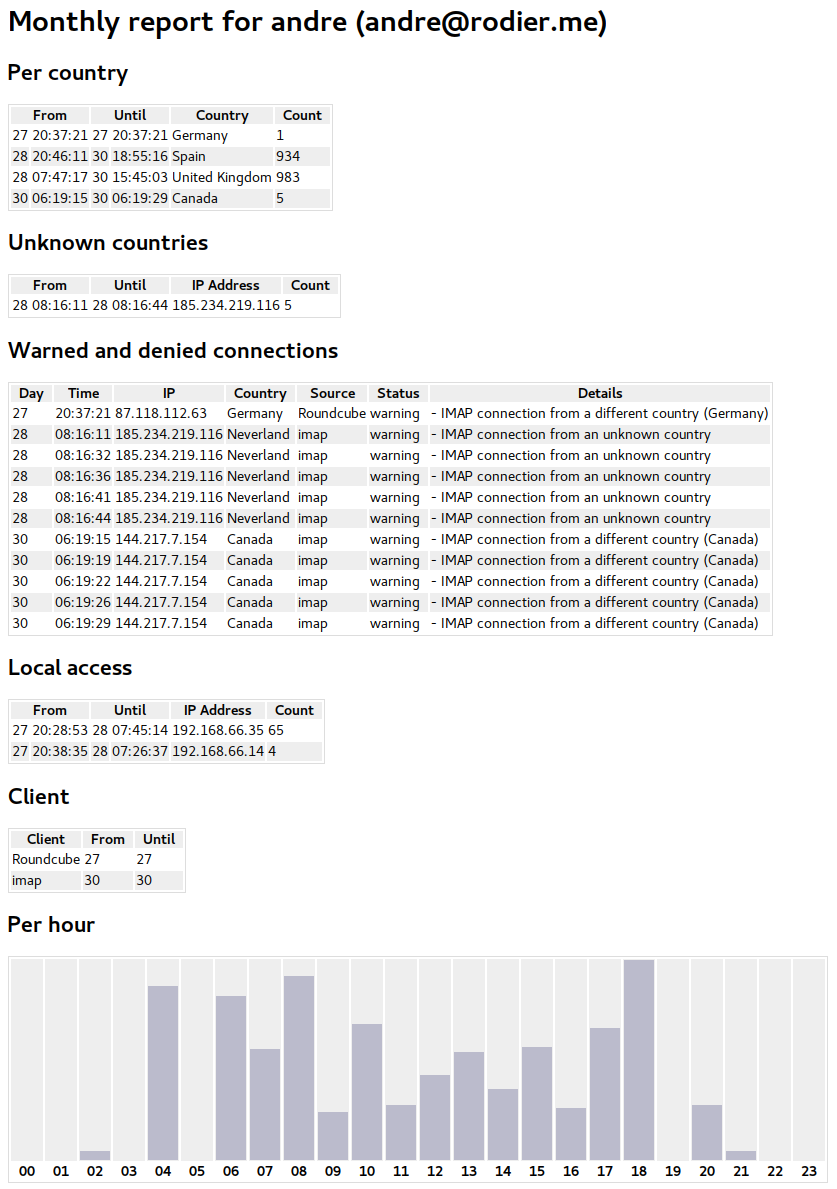 Monthly report for andre (andre@rodier.me)
Per country
From Until Country Count
27 20:37:21 27 20:37:21 Germany 1
28 20:46:11 30 18:55:16 Spain 934
28 07:47:17 30 15:45:03 United Kingdom 983
30 06:19:15 30 06:19:29 Canada 5
Unknown countries
From Until IP Address Count
28 08:16:11 28 08:16:44 185.234.219.116 5
Warned and denied connections
Day Time IP Country Source Status Details
27 20:37:21 87.118.112.63 Germany Roundcube warning - IMAP connection from a different country (Germany)
28 08:16:11 185.234.219.116 Neverland imap warning - IMAP connection from an unknown country
28 08:16:32 185.234.219.116 Neverland imap warning - IMAP connection from an unknown country
28 08:16:36 185.234.219.116 Neverland imap warning - IMAP connection from an unknown country
28 08:16:41 185.234.219.116 Neverland imap warning - IMAP connection from an unknown country
28 08:16:44 185.234.219.116 Neverland imap warning - IMAP connection from an unknown country
30 06:19:15 144.217.7.154 Canada imap warning - IMAP connection from a different country (Canada)
30 06:19:19 144.217.7.154 Canada imap warning - IMAP connection from a different country (Canada)
30 06:19:22 144.217.7.154 Canada imap warning - IMAP connection from a different country (Canada)
30 06:19:26 144.217.7.154 Canada imap warning - IMAP connection from a different country (Canada)
30 06:19:29 144.217.7.154 Canada imap warning - IMAP connection from a different country (Canada)
Local access
From Until IP Address Count
27 20:28:53 28 07:45:14 192.168.66.35 65
27 20:38:35 28 07:26:37 192.168.66.14 4
Client
Client From Until
Roundcube 27 27
imap 30 30
Per hour
00 01 02 03 04 05 06 07 08 09 10 11 12 13 14 15 16 17 18 19 20 21 22 23